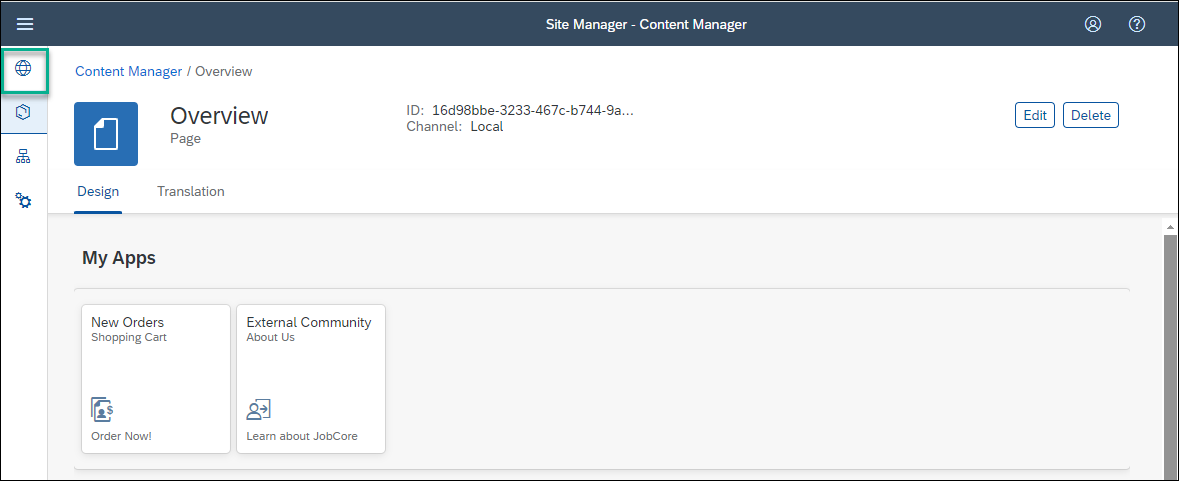 Site Manager - Content Manager
Content Manager / Overview
Overview
Page
ID: 16d98bbe-3233-467c-b744-9a...
Channel: Local
Edit
Delete
Design
Translation
My Apps
New Orders
Shopping Cart
$
Order Now!
External Community
About Us
Learn about JobCore